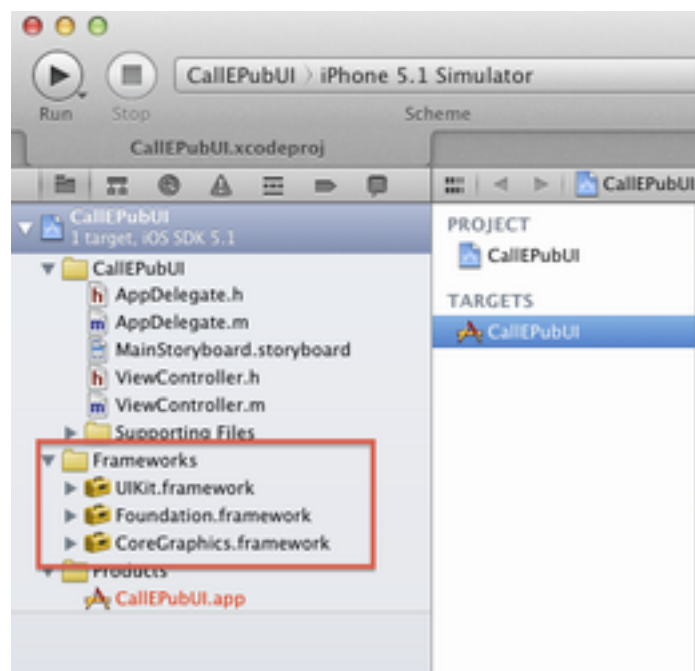 CallEPubUI 〉 iPhone 5.1 Simulator
Run Stop Scheme
CallEPubUI.xcodeproj
CallEPubUI
CallEPubUI
1 target, iOS SDK 5.1
CallEPubUI
AppDelegate.h
AppDelegate.m
MainStoryboard.storyboard
ViewController.h
ViewController.m
Supporting Files
Frameworks
UIKit.framework
Foundation.framework
CoreGraphics.framework
Products
CallEPubUI.app
PROJECT
CallEPubUI
TARGETS
CallEPubUI